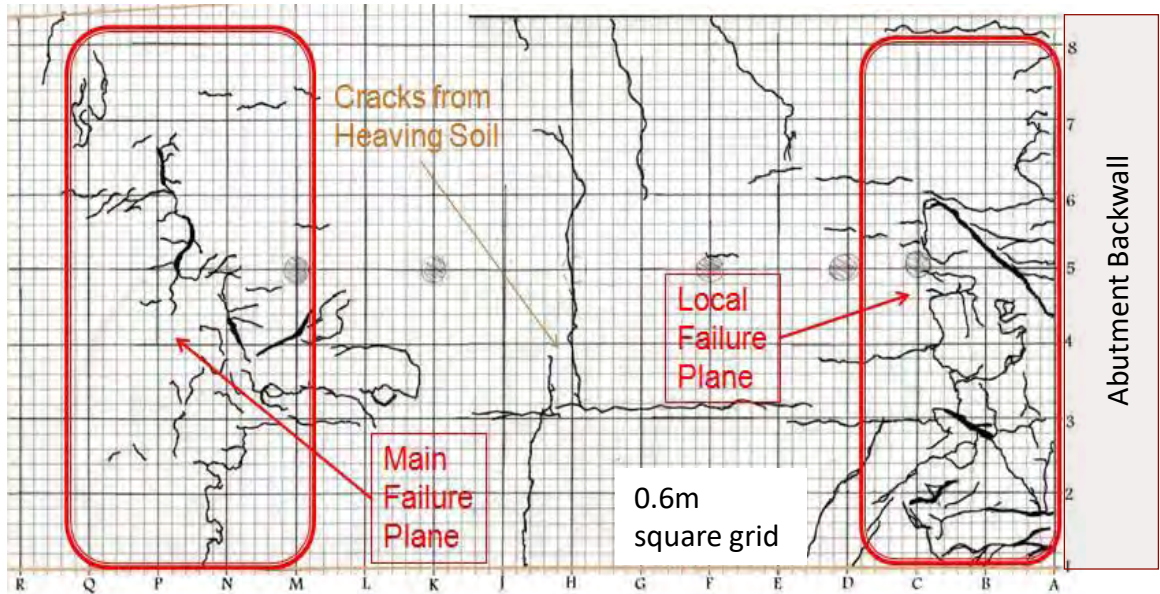 Cracks from
Heaving Soil
Local
Failure
Plane
Main
Failure
Plane
0.6m
square grid
Abutment Backwall
8
7
6
5
4
3
2
1
R Q P N M L K J H G F E D C B A